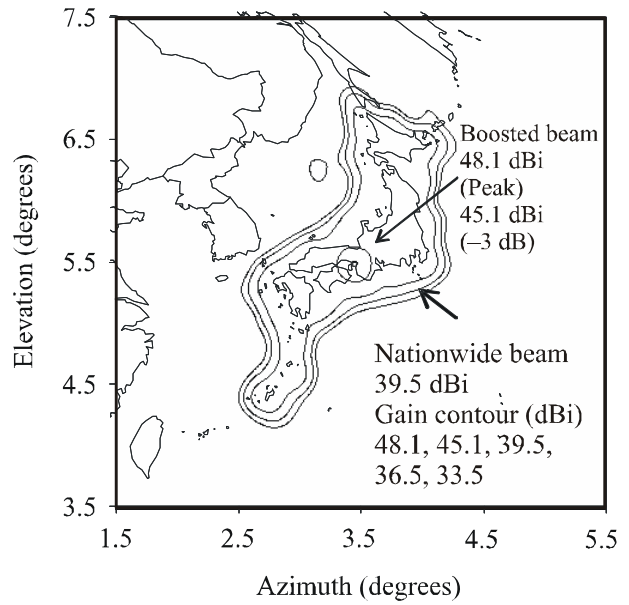 7.5
6.5
5.5
4.5
3.5
Elevation (degrees)
Boosted beam
48.1 dBi
(Peak)
45.1 dBi
(–3 dB)
Nationwide beam
39.5 dBi
Gain contour (dBi)
48.1, 45.1, 39.5,
36.5, 33.5
1.5 2.5 3.5 4.5 5.5
Azimuth (degrees)